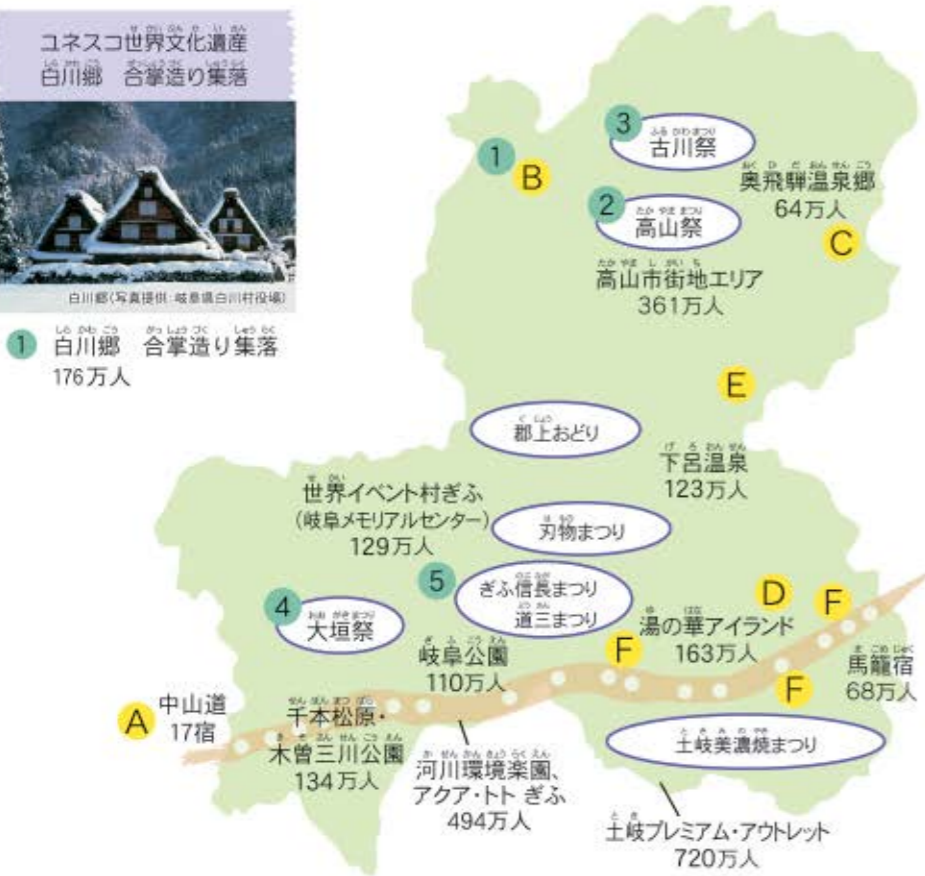 ユネスコ世界文化遺産
白川郷 合掌造り集落
白川郷(写真提供:岐阜県白川村役場)
1 白川郷 合掌造り集落
176万人
1
B
3
古川祭
奥飛騨温泉郷
64万人
2
高山祭
C
高山市街地エリア
361万人
E
郡上おどり
下呂温泉
123万人
世界イベント村ぎふ
(岐阜メモリアルセンター)
129万人
刃物まつり
5
ぎふ信長まつり
道三まつり
4
大垣祭
D
F
湯の華アイランド
163万人
F
岐阜公園
110万人
馬籠宿
68万人
F
A
中山道
17宿
千本松原・
木曽三川公園
134万人
河川環境楽園、
アクア・トト ぎふ
494万人
土岐美濃焼まつり
土岐プレミアム・アウトレット
720万人